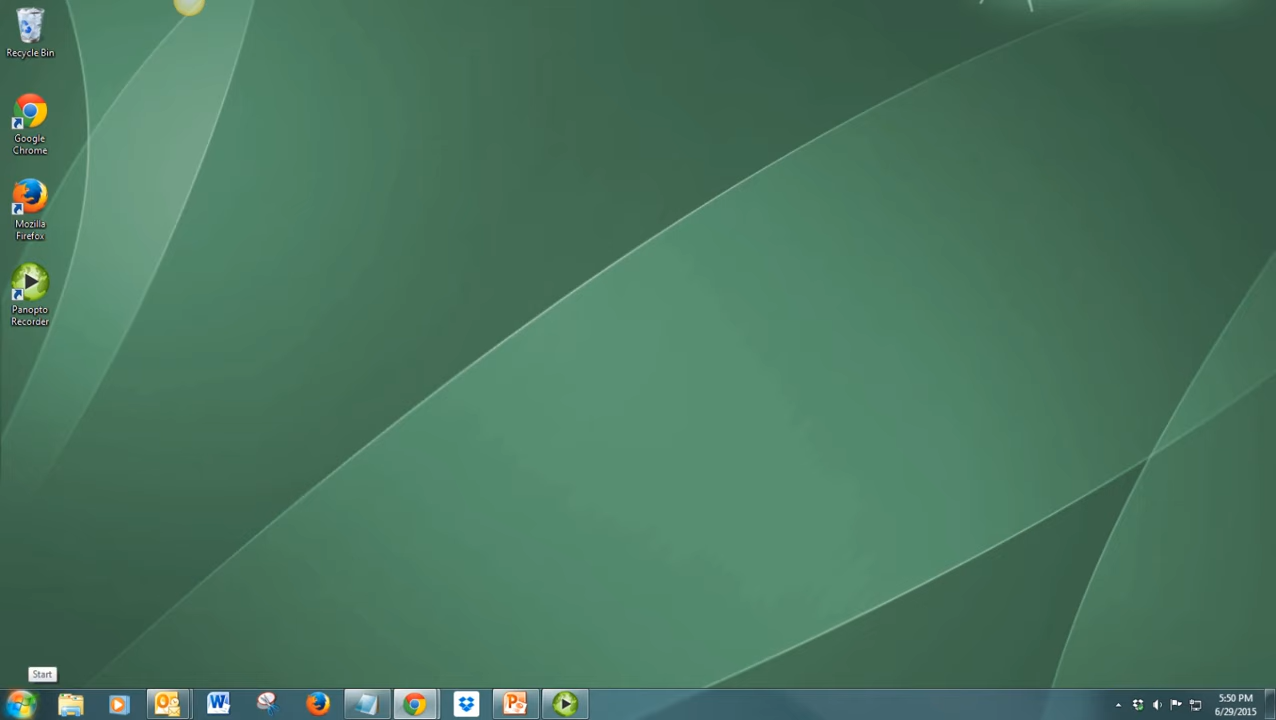 Recycle Bin
Google
Chrome
Mozilla
Firefox
Panopto
Recorder
Start
5:50 PM
6/29/2015